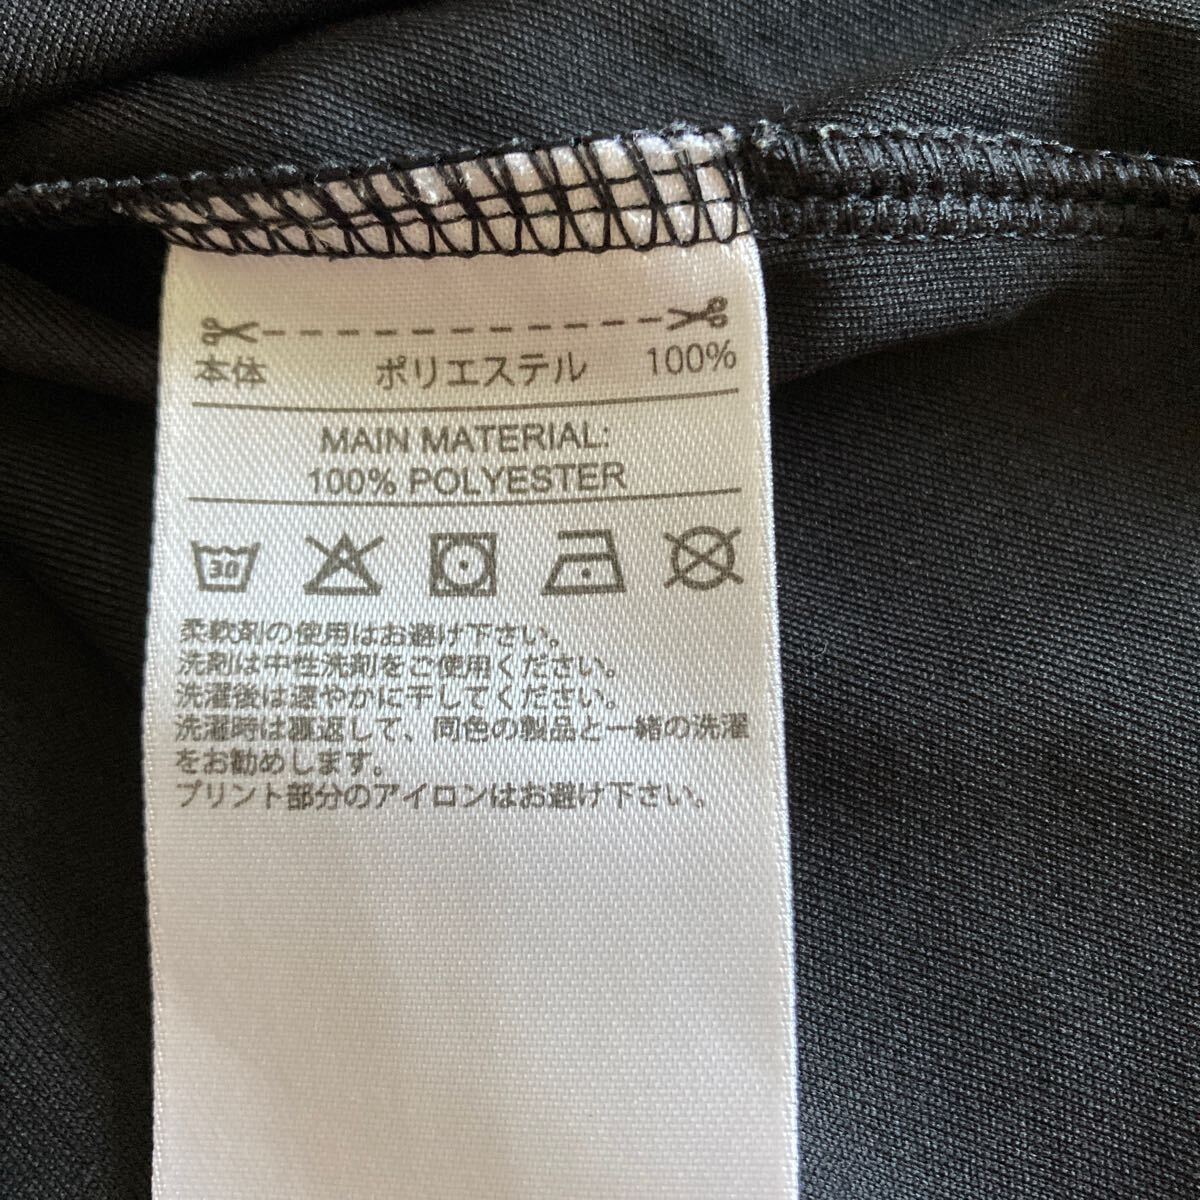 本体 ポリエステル 100%
MAIN MATERIAL:
100% POLYESTER
30
柔軟剤の使用はお避け下さい。
洗剤は中性洗剤をご使用ください。
洗濯後は速やかに干してください。
洗濯時は裏返して、同色の製品と一緒の洗濯
をお勧めします。
プリント部分のアイロンはお避け下さい。